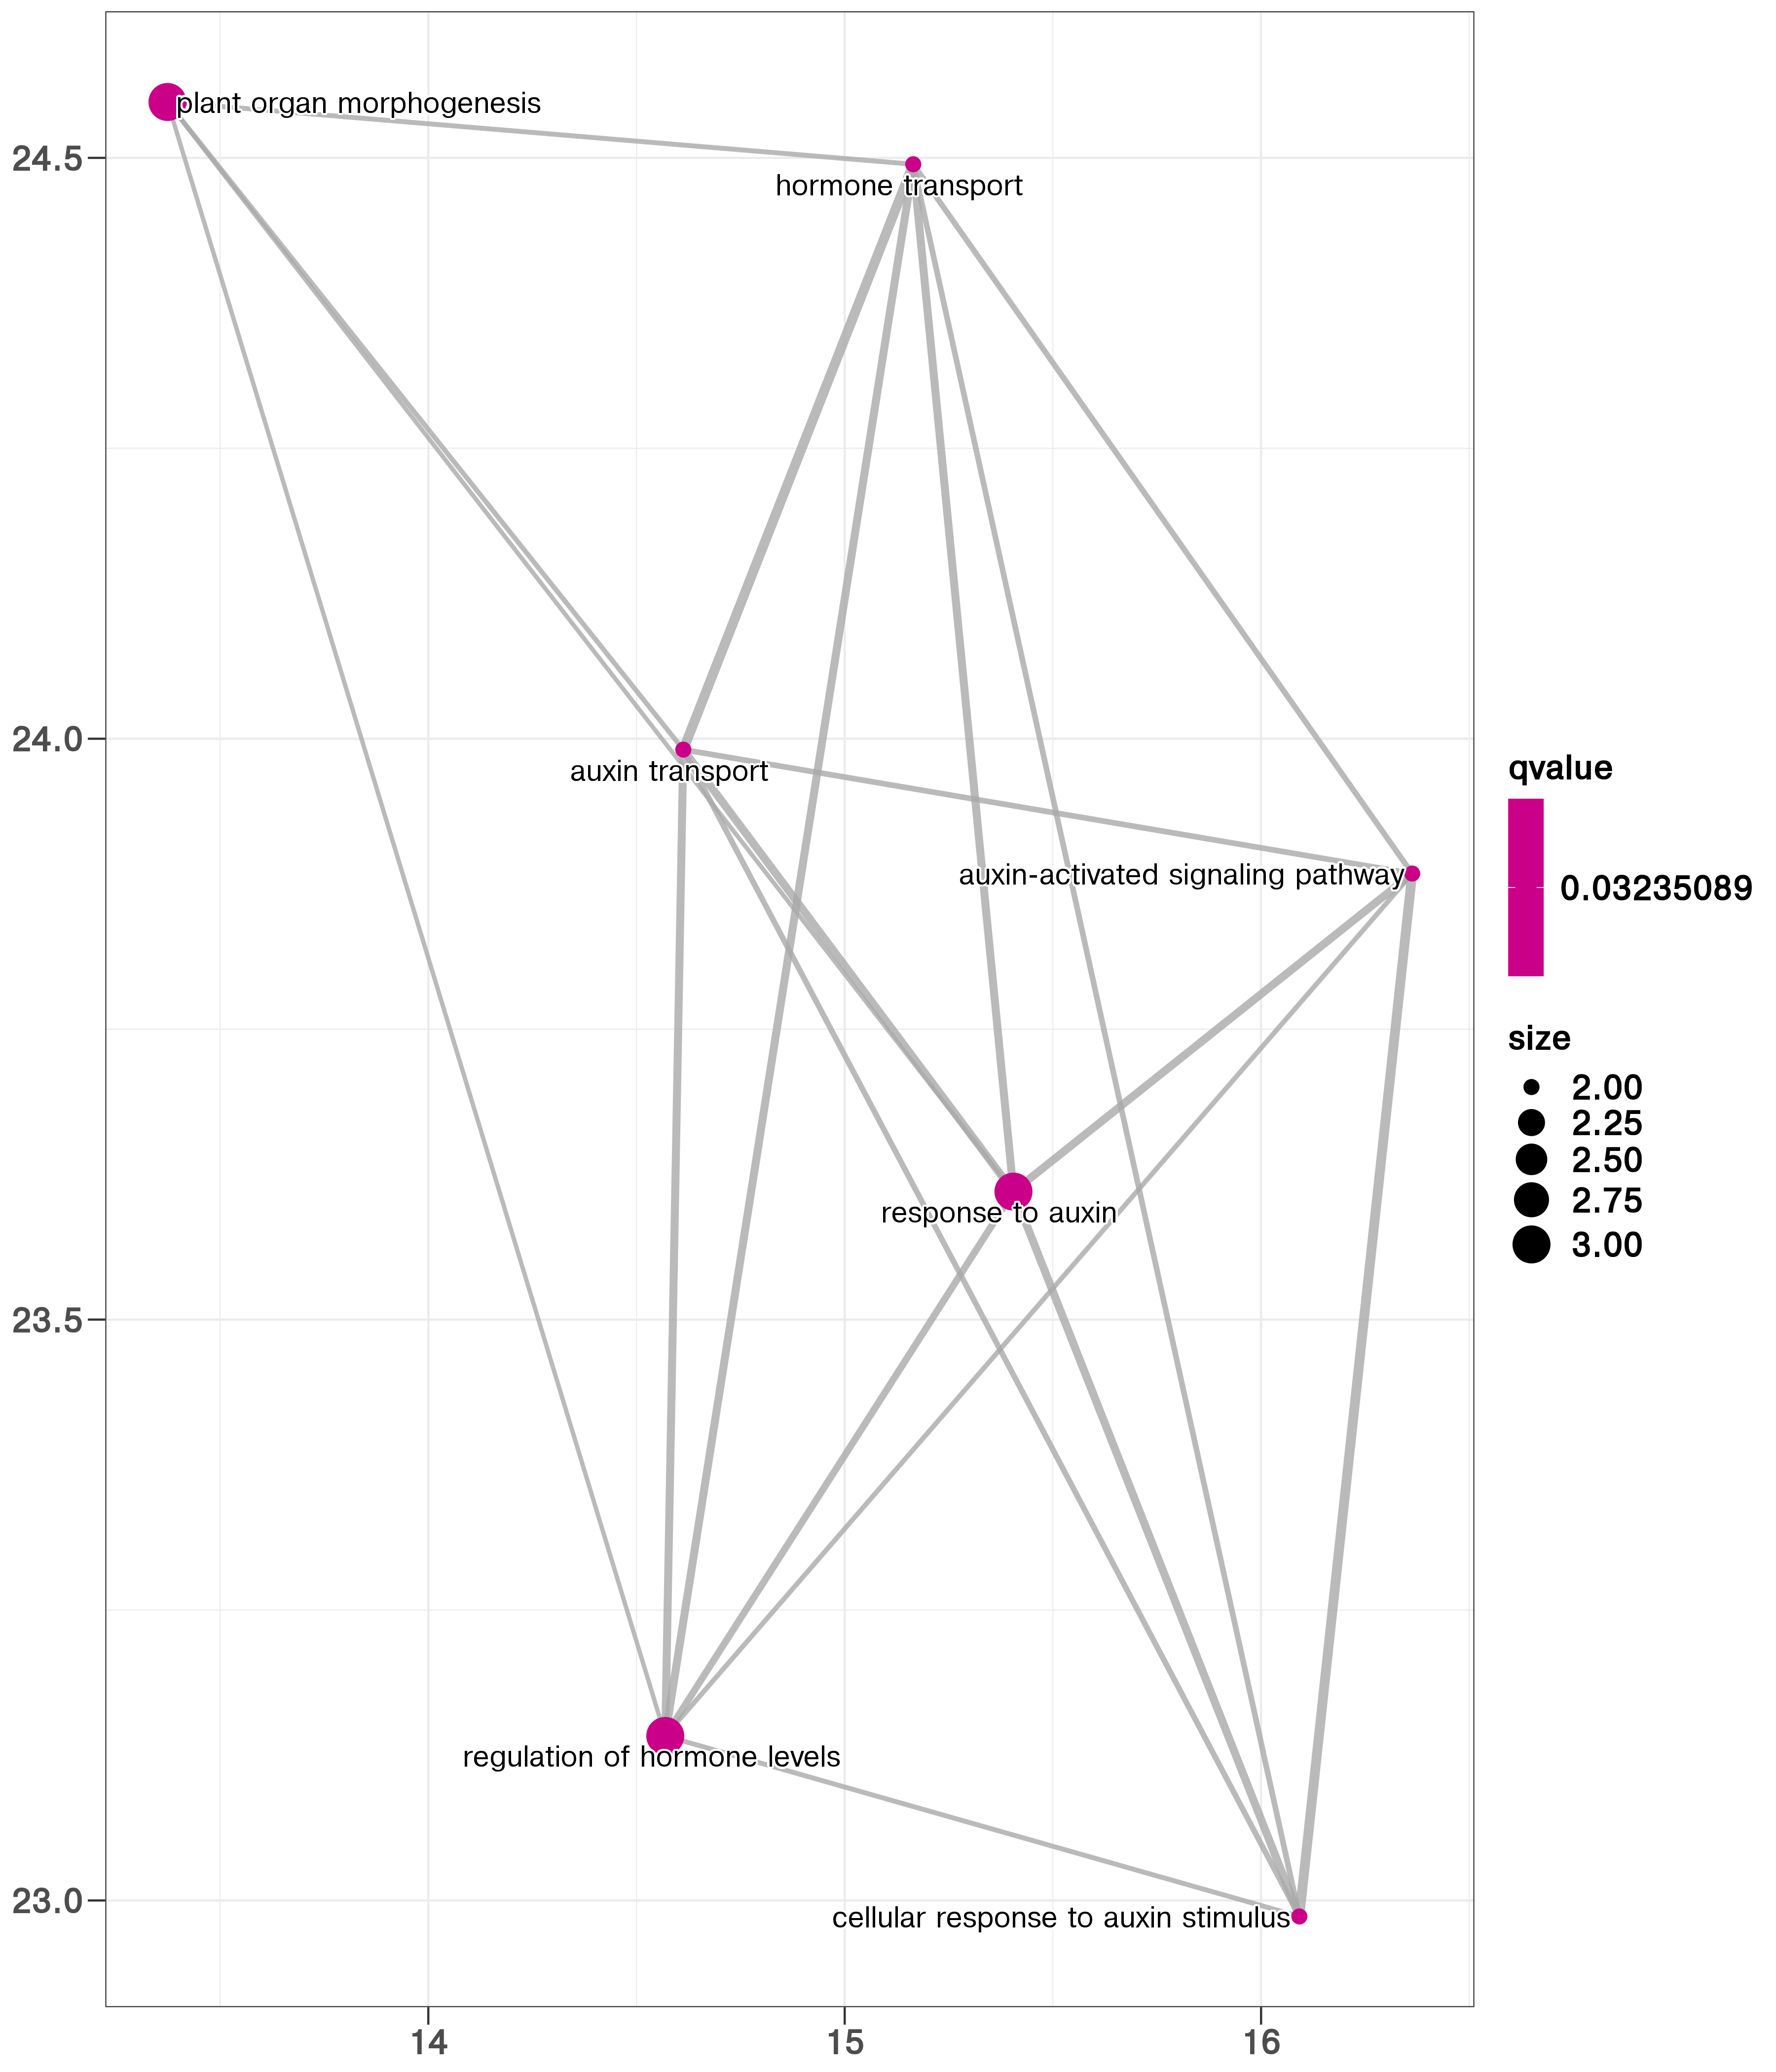 plant organ morphogenesis
24.5
hormone transport
24.0
auxin transport
auxin-activated signaling pathway
response to auxin
23.5
regulation of hormone levels
23.0
cellular response to auxin stimulus
14
15
16
qvalue
0.03235089
size
2.00
2.25
2.50
2.75
3.00